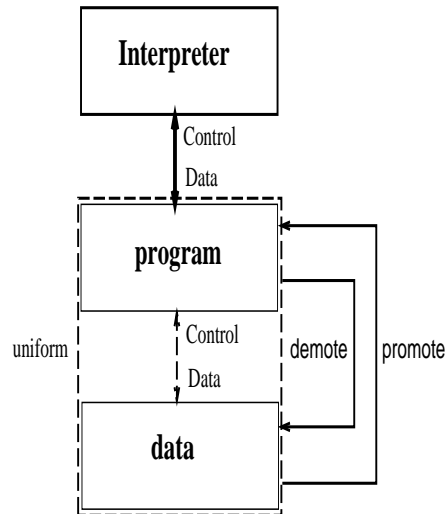 Interpreter
Control
Data
program
uniform
Control
demote
promote
Data
data